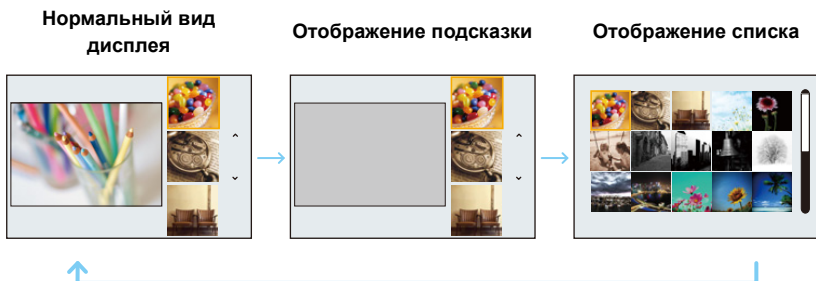 Нормальный вид
дисплея
Отображение подсказки
Отображение списка